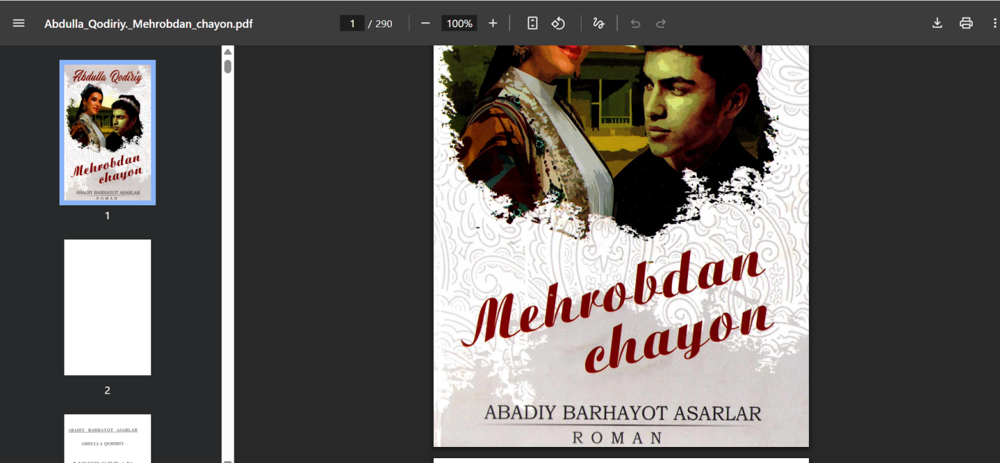 Abdulla_Qodiriy._Mehrobdan_chayon.pdf
1 / 290
100%
Abdulla Qodiriy
Mehrobdan
chayon
ABADIY BARHAYOT ASARLAR
ROMAN
1
2
ABADIY BARHAYOT ASARLAR
ABDULLA QODIRIY
Mehrobdan
chayon
ABADIY BARHAYOT ASARLAR
ROMAN